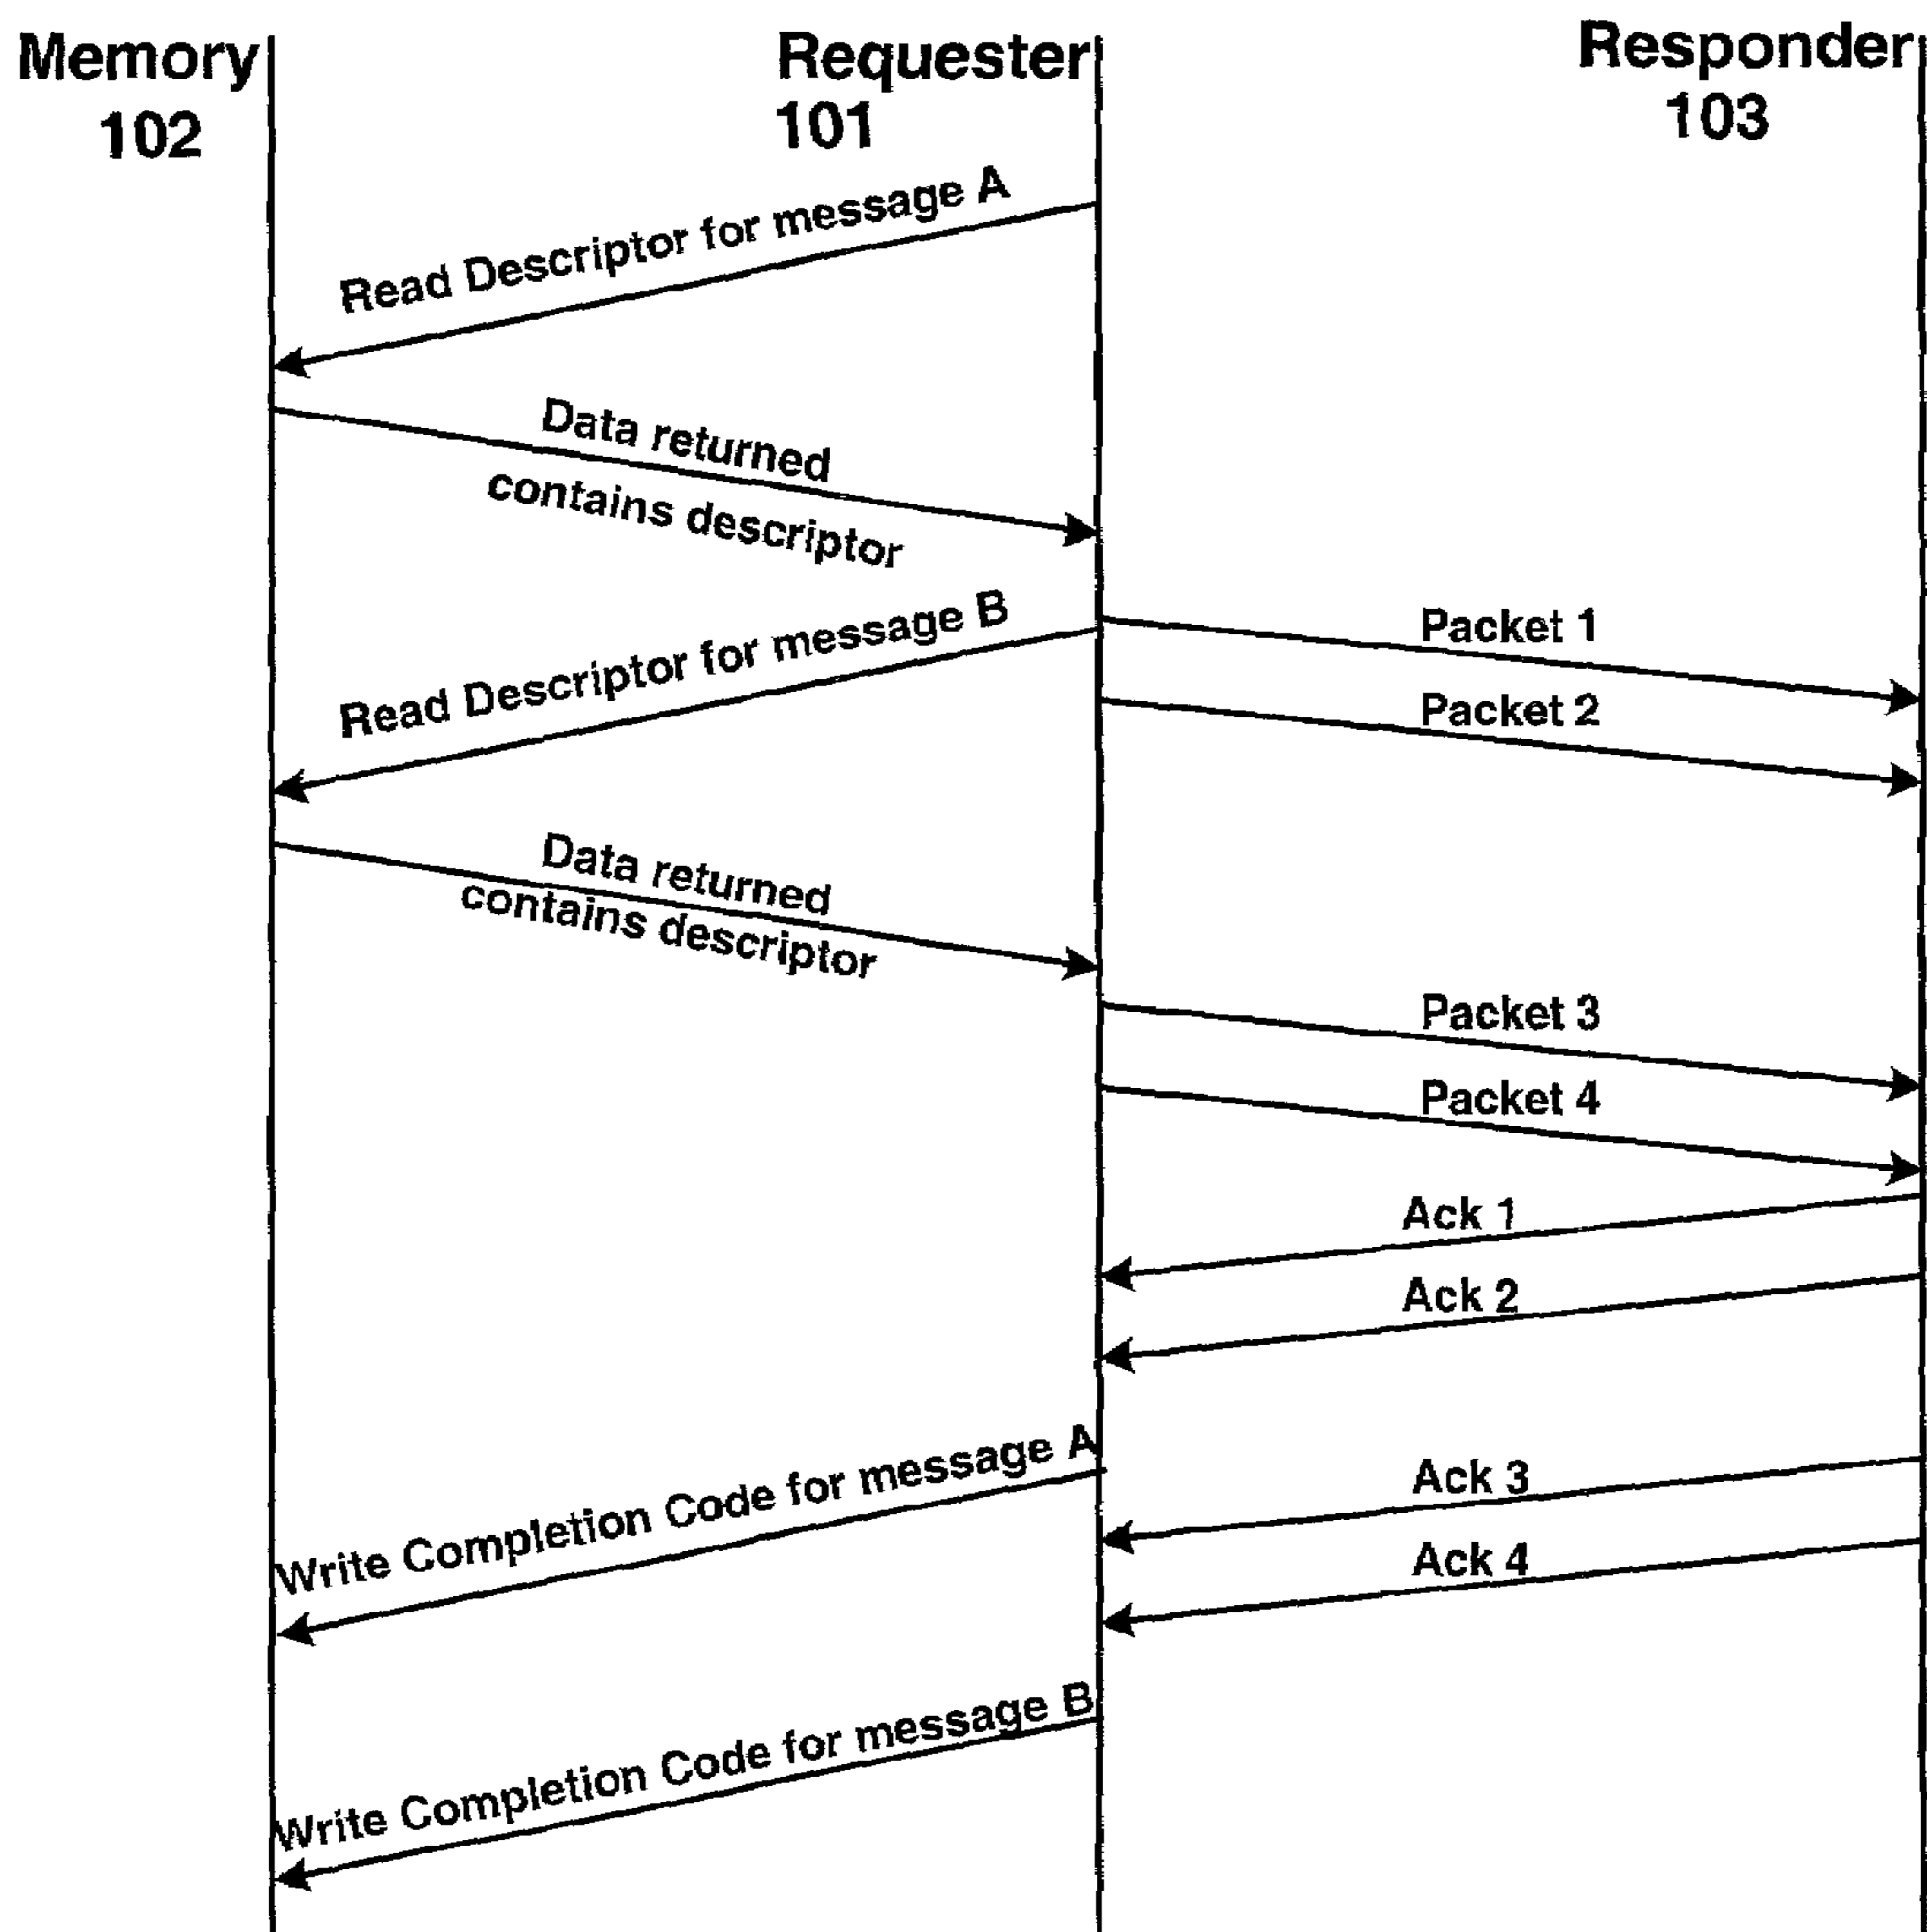 Memory
102
Requester
101
Responder
103
Read Descriptor for message A
Data returned
contains descriptor
Read Descriptor for message B
Packet 1
Packet 2
Data returned
contains descriptor
Packet 3
Packet 4
Ack 1
Ack 2
Write Completion Code for message A
Ack 3
Ack 4
Write Completion Code for message B